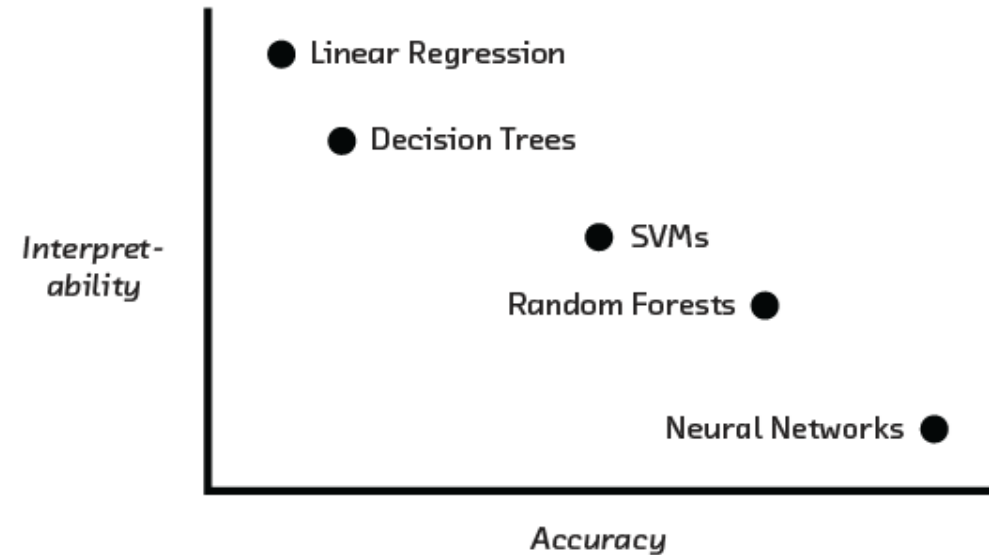 Linear Regression
Decision Trees
SVMs
Interpret-
ability
Random Forests
Neural Networks
Accuracy